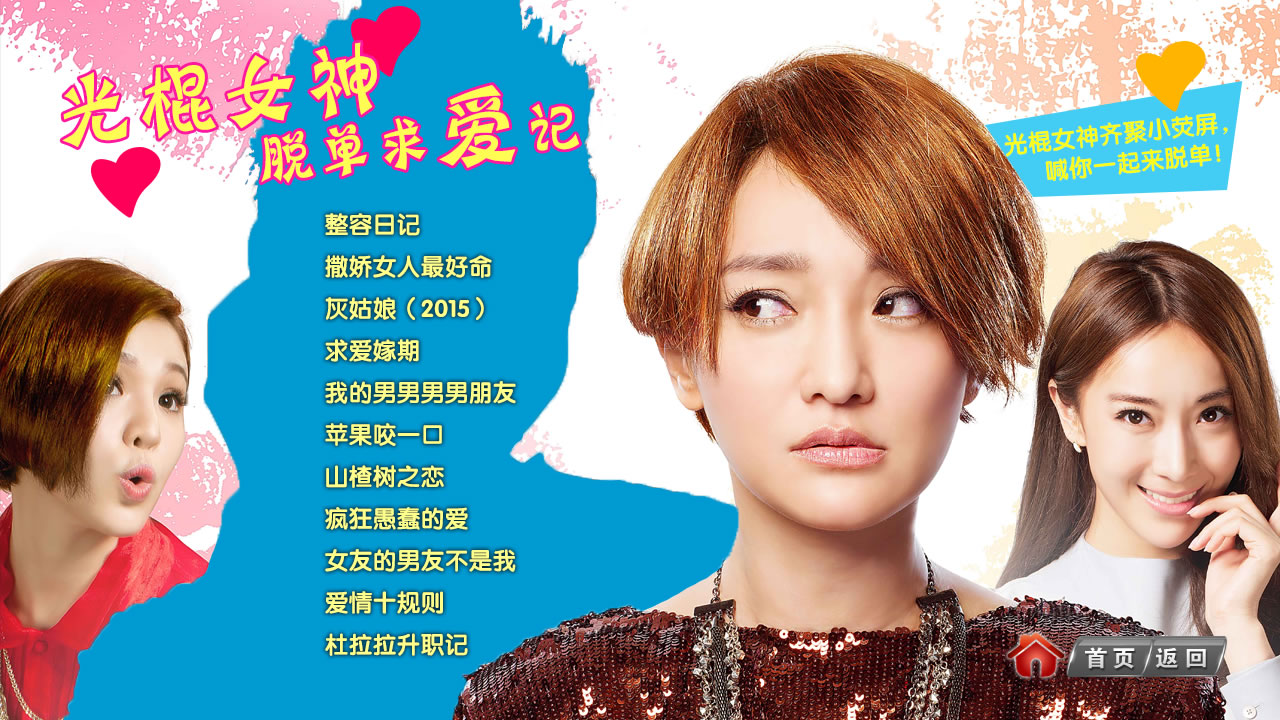 光棍女神
脱单求爱记
光棍女神齐聚小荧屏，
喊你一起来脱单！
整容日记
撒娇女人最好命
灰姑娘（2015）
求爱嫁期
我的男男男男朋友
苹果咬一口
山楂树之恋
疯狂愚蠢的爱
女友的男友不是我
爱情十规则
杜拉拉升职记
首页 返回